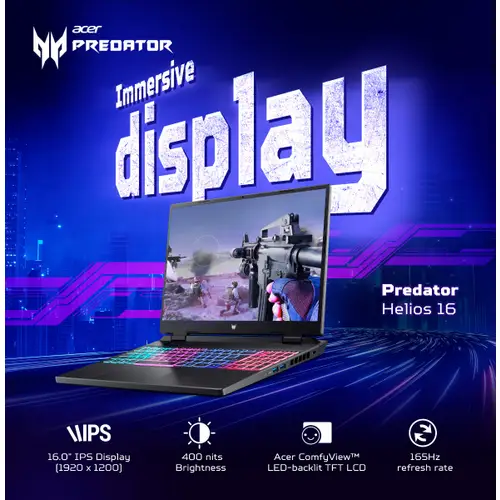 acer
PREDATOR
Immersive
display
Predator
Helios 16
IPS
16.0" IPS Display
(1920 x 1200)
400 nits
Brightness
Acer ComfyView™
LED-backlit TFT LCD
165Hz
refresh rate